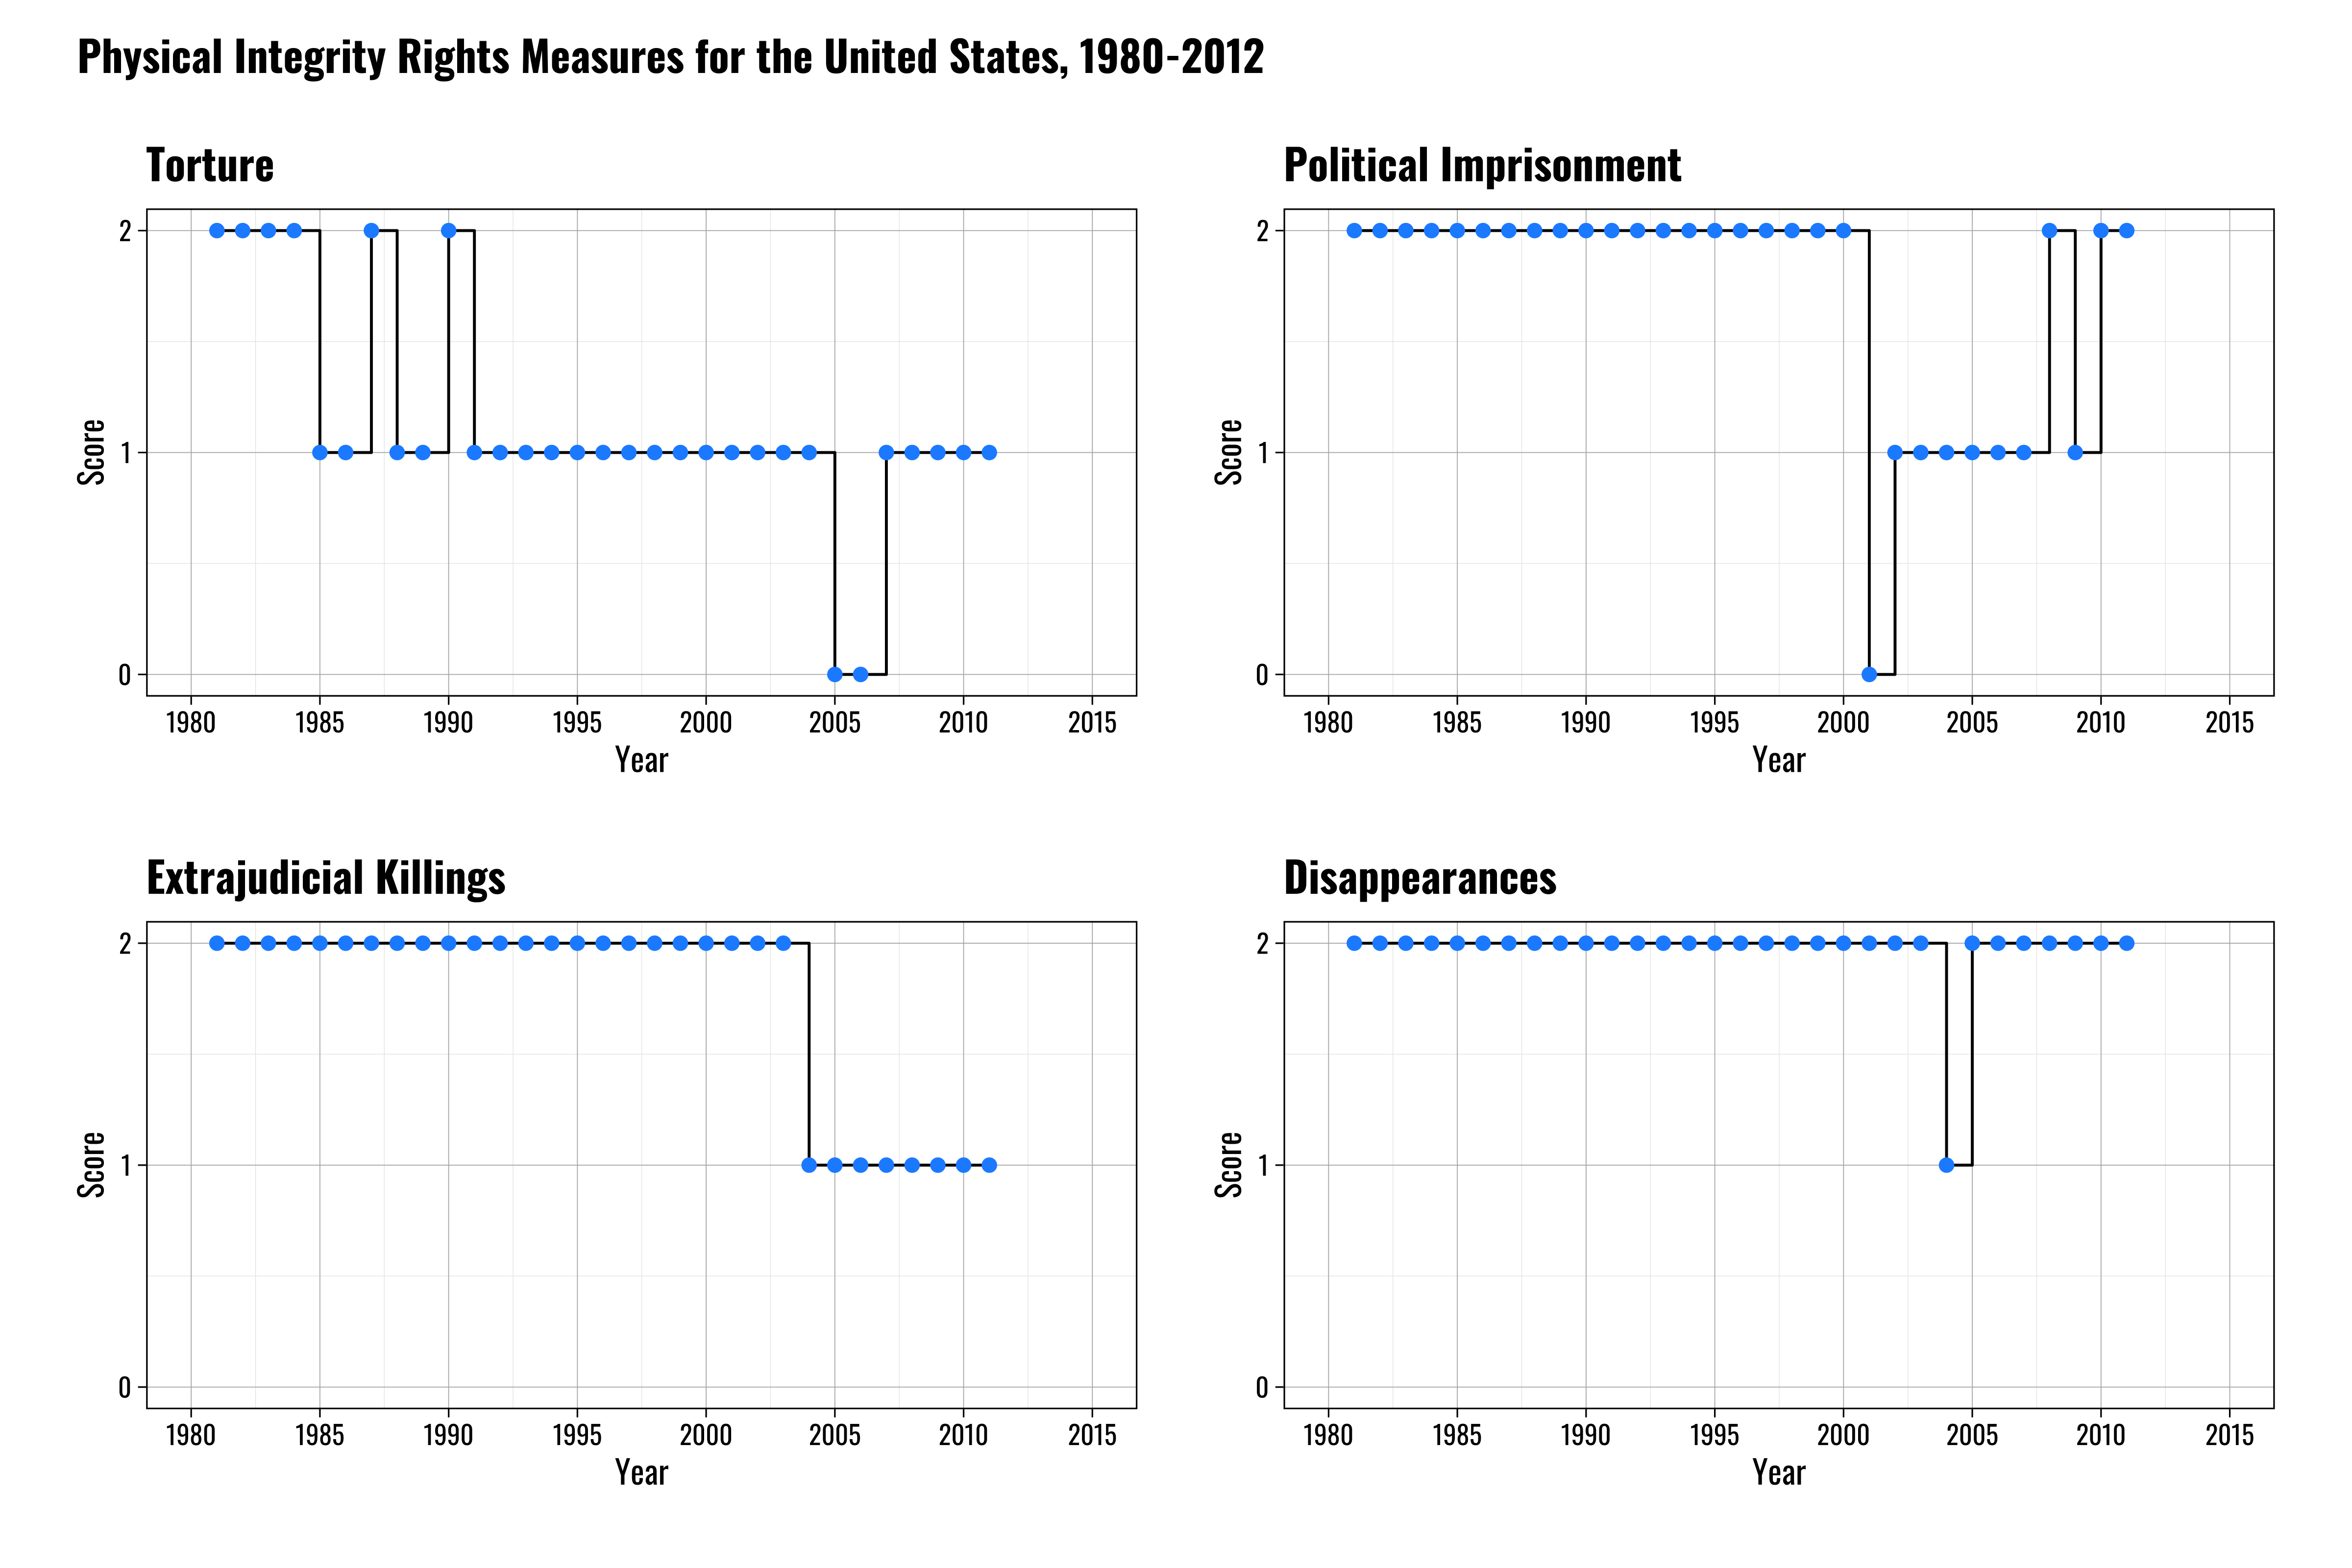 Physical Integrity Rights Measures for the United States, 1980-2012
Torture
2
1
0
Score
1980 1985 1990 1995 2000 2005 2010 2015
Year
Political Imprisonment
2
1
0
Score
1980 1985 1990 1995 2000 2005 2010 2015
Year
Extrajudicial Killings
2
1
0
Score
1980 1985 1990 1995 2000 2005 2010 2015
Year
Disappearances
2
1
0
Score
1980 1985 1990 1995 2000 2005 2010 2015
Year